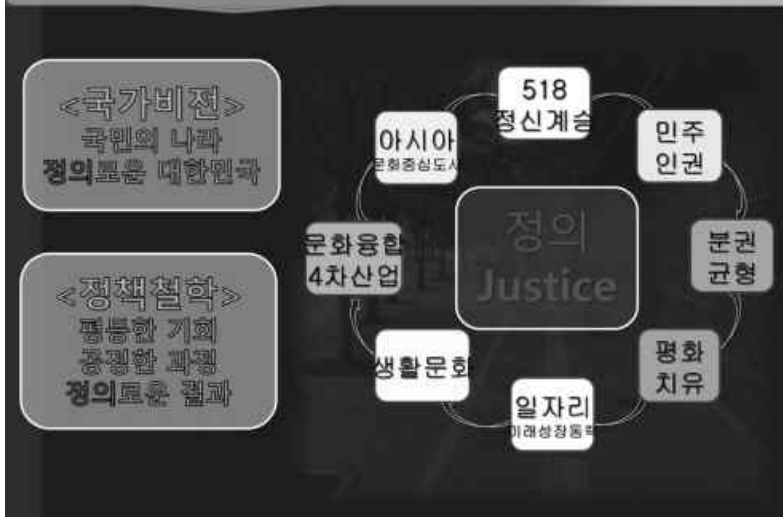 <국가비전>
국민의 나라
정의로운 대한민국
<정책철학>
평등한 기회
공정한 과정
정의로운 결과
518
정신계승
민주
인권
분권
균형
평화
치유
일자리
미래성장동력
생활문화
문화융합
4차산업
아시아
문화중심도시
정의
Justice